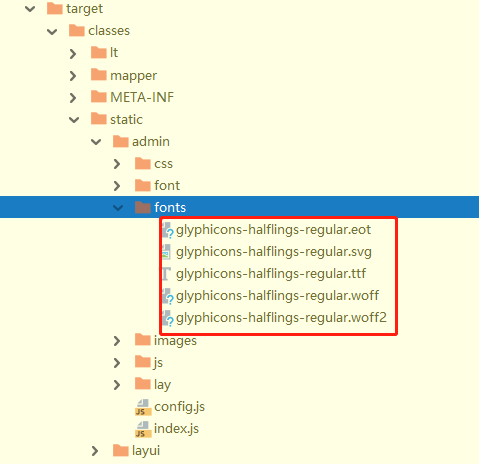 target
classes
lt
mapper
META-INF
static
admin
css
font
fonts
glyphicons-halflings-regular.eot
glyphicons-halflings-regular.svg
glyphicons-halflings-regular.ttf
glyphicons-halflings-regular.woff
glyphicons-halflings-regular.woff2
images
js
lay
config.js
index.js
layui